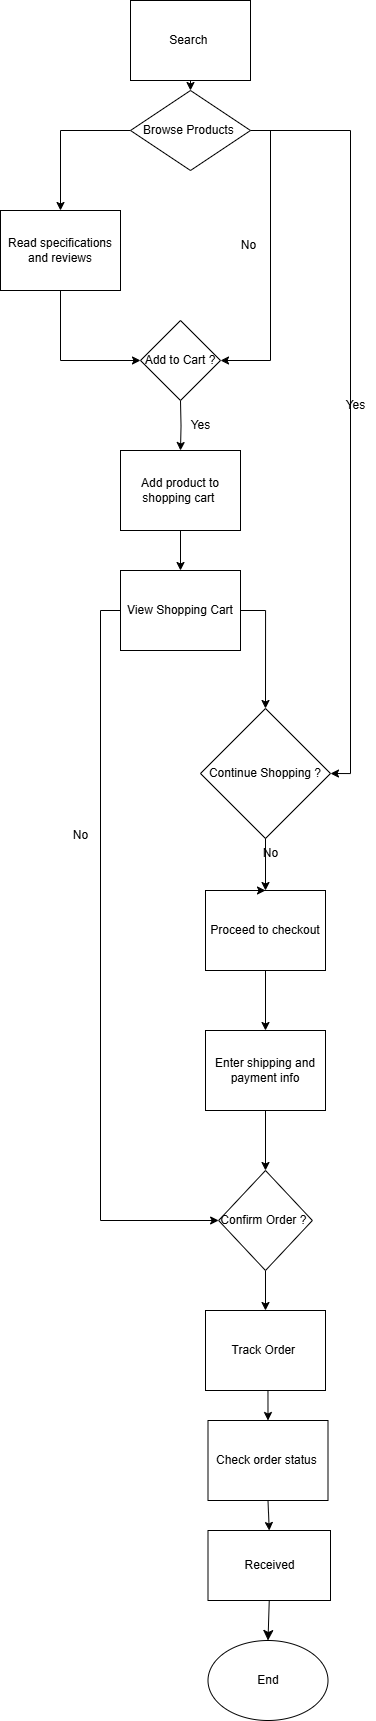 Search
Browse Products
Read specifications
and reviews
No
Add to Cart ?
Yes
Yes
Add product to
shopping cart
View Shopping Cart
Continue Shopping ?
No
No
Proceed to checkout
Enter shipping and
payment info
Confirm Order ?
Track Order
Check order status
Received
End